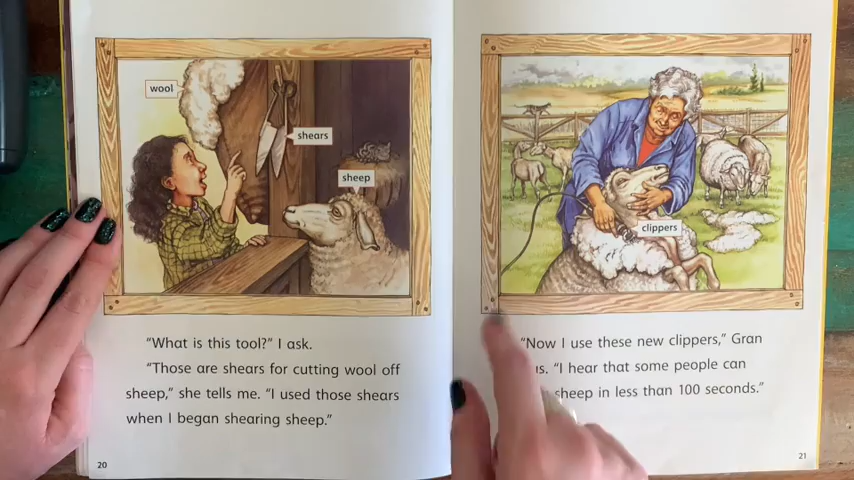 wool
shears
sheep
"What is this tool?" I ask.
"Those are shears for cutting wool off
sheep," she tells me. "I used those shears
when I began shearing sheep."
20
clippers
"Now I use these new clippers," Gran
"I hear that some people can
sheep in less than 100 seconds."
21